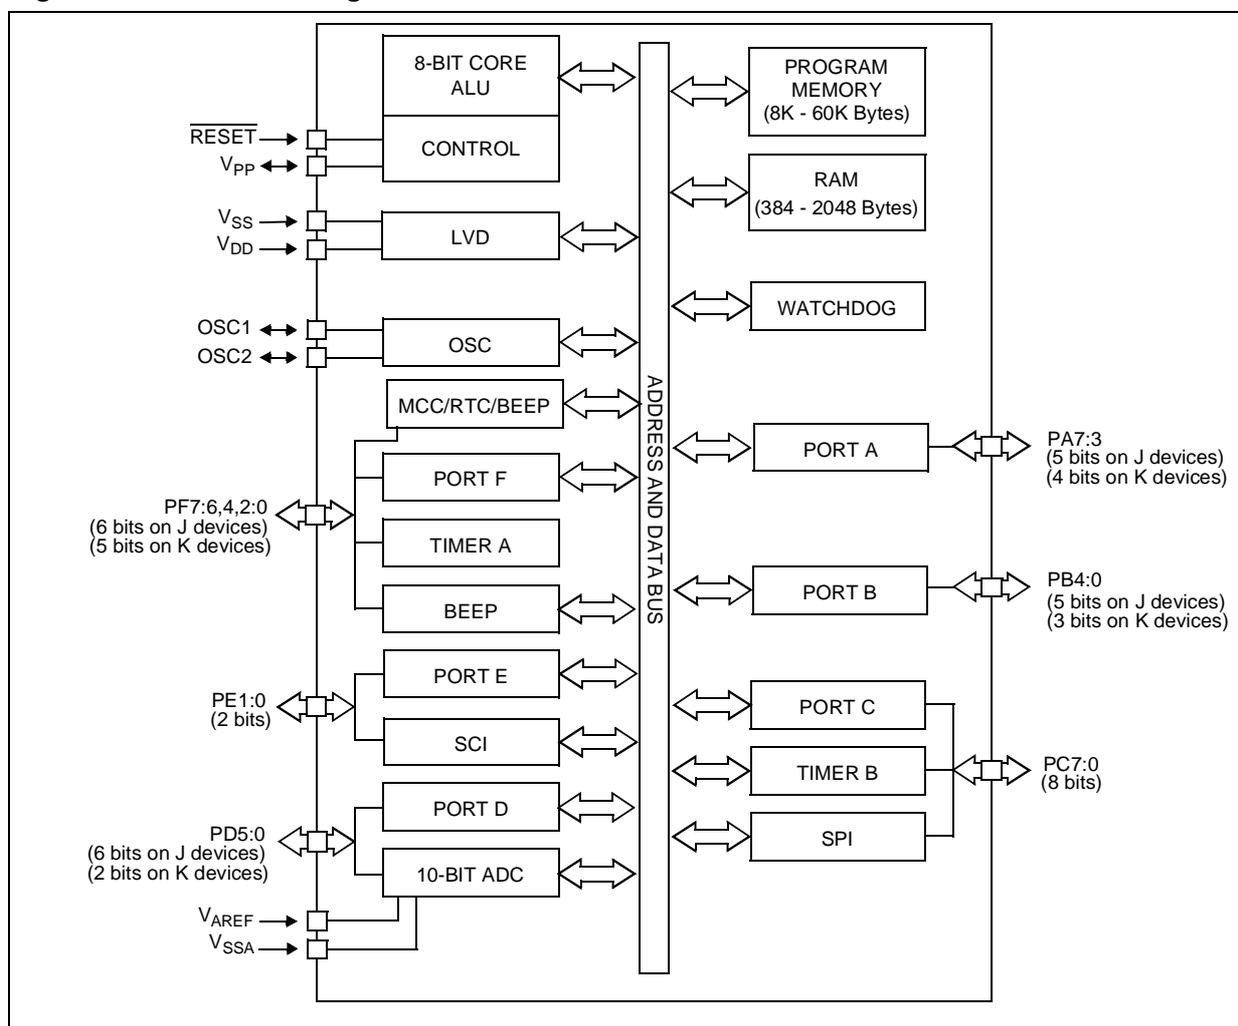 8-BIT CORE
ALU
CONTROL
RESET
VPP
VSS
VDD
LVD
OSC1
OSC2
OSC
MCC/RTC/BEEP
PORT F
TIMER A
BEEP
PF7:6,4,2:0
(6 bits on J devices)
(5 bits on K devices)
PORT E
SCI
PE1:0
(2 bits)
PORT D
10-BIT ADC
PD5:0
(6 bits on J devices)
(2 bits on K devices)
VAREF
VSSA
ADDRESS AND DATA BUS
PROGRAM
MEMORY
(8K - 60K Bytes)
RAM
(384 - 2048 Bytes)
WATCHDOG
PORT A
PA7:3
(5 bits on J devices)
(4 bits on K devices)
PORT B
PB4:0
(5 bits on J devices)
(3 bits on K devices)
PORT C
TIMER B
SPI
PC7:0
(8 bits)